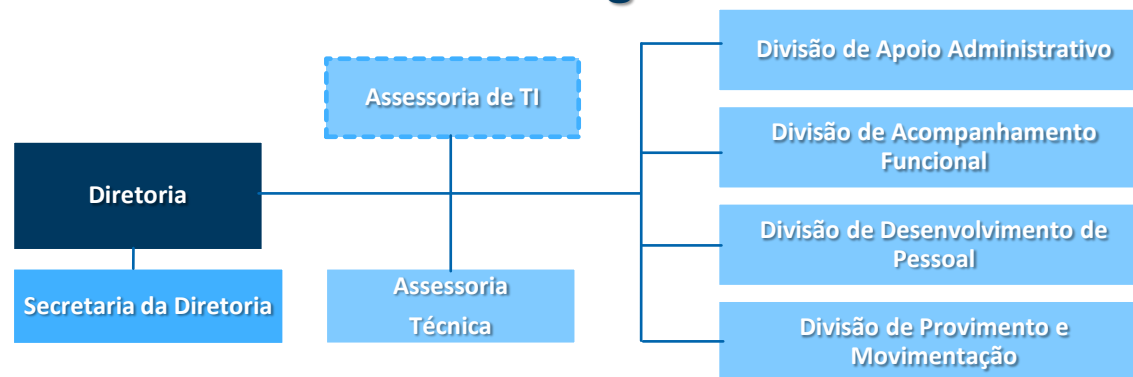 Divisão de Apoio Administrativo
Assessoria de TI
Divisão de Acompanhamento
Funcional
Diretoria
Divisão de Desenvolvimento de
Pessoal
Secretaria da Diretoria
Assessoria
Técnica
Divisão de Provimento e
Movimentação